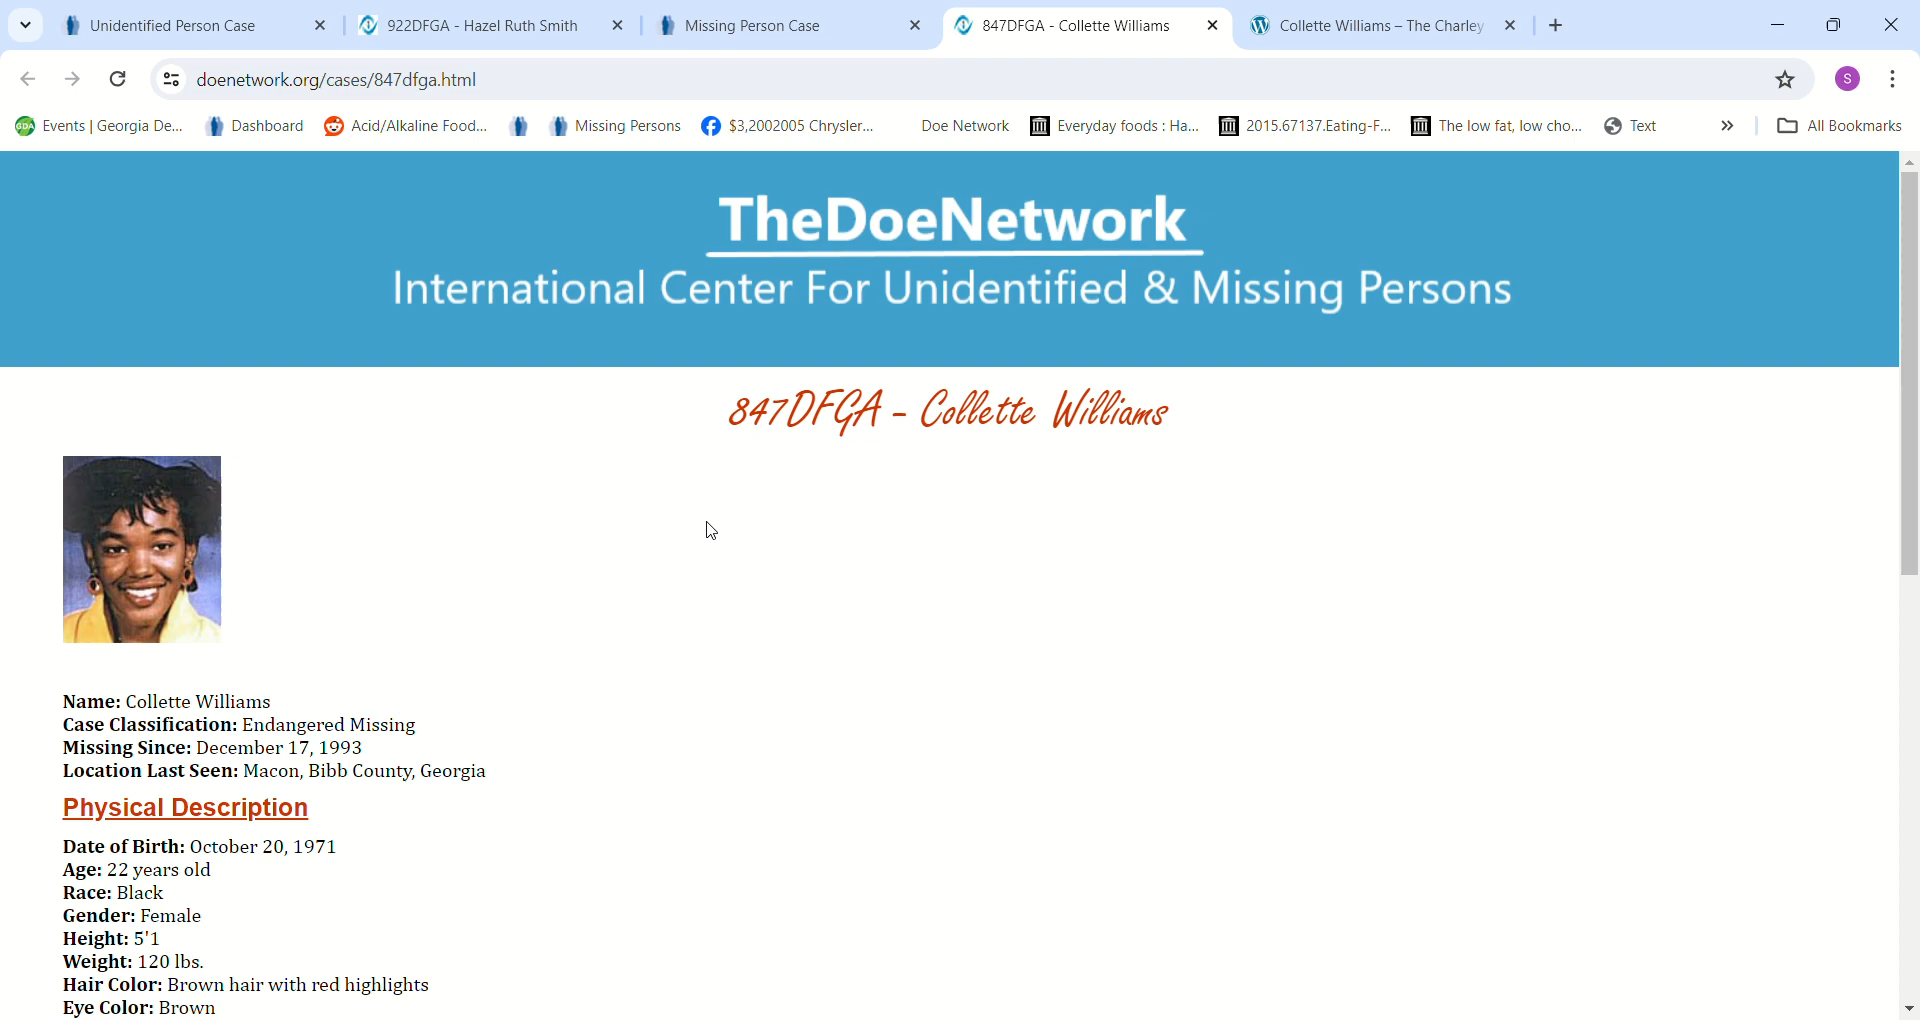 Unidentified Person Case
922DFGA - Hazel Ruth Smith
Missing Person Case
847DFGA - Collette Williams
Collette Williams – The Charley
doenetwork.org/cases/847dfga.html
S
GDA Events | Georgia De...
Dashboard
Acid/Alkaline Food...
Missing Persons
$3,2002005 Chrysler...
Doe Network
Everyday foods : Ha...
2015.67137.Eating-F...
The low fat, low cho...
Text
All Bookmarks
TheDoeNetwork
International Center For Unidentified & Missing Persons
847DFGA - Collette Williams
Name: Collette Williams
Case Classification: Endangered Missing
Missing Since: December 17, 1993
Location Last Seen: Macon, Bibb County, Georgia
Physical Description
Date of Birth: October 20, 1971
Age: 22 years old
Race: Black
Gender: Female
Height: 5'1
Weight: 120 lbs.
Hair Color: Brown hair with red highlights
Eye Color: Brown